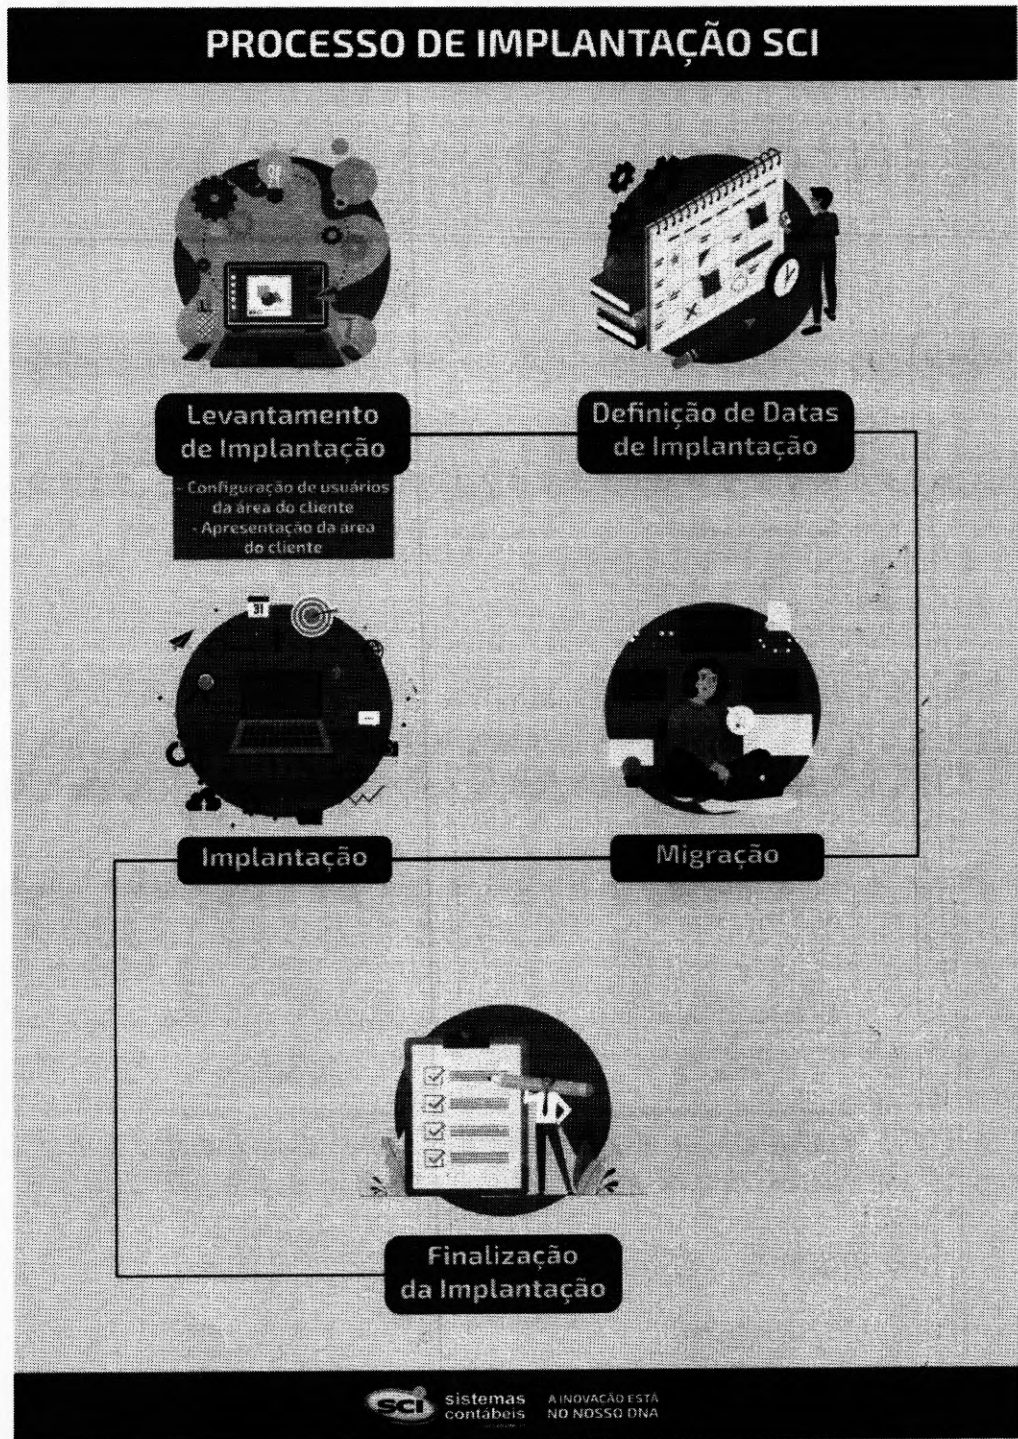 PROCESSO DE IMPLANTAÇÃO SCI
Levantamento
de Implantação
- Configuração de usuários
da área do cliente
- Apresentação da área
do cliente
Definição de Datas
de Implantação
31
Migração
Implantação
Finalização
da Implantação
SCI
sistemas
contábeis
A INOVAÇÃO ESTÁ
NO NOSSO DNA